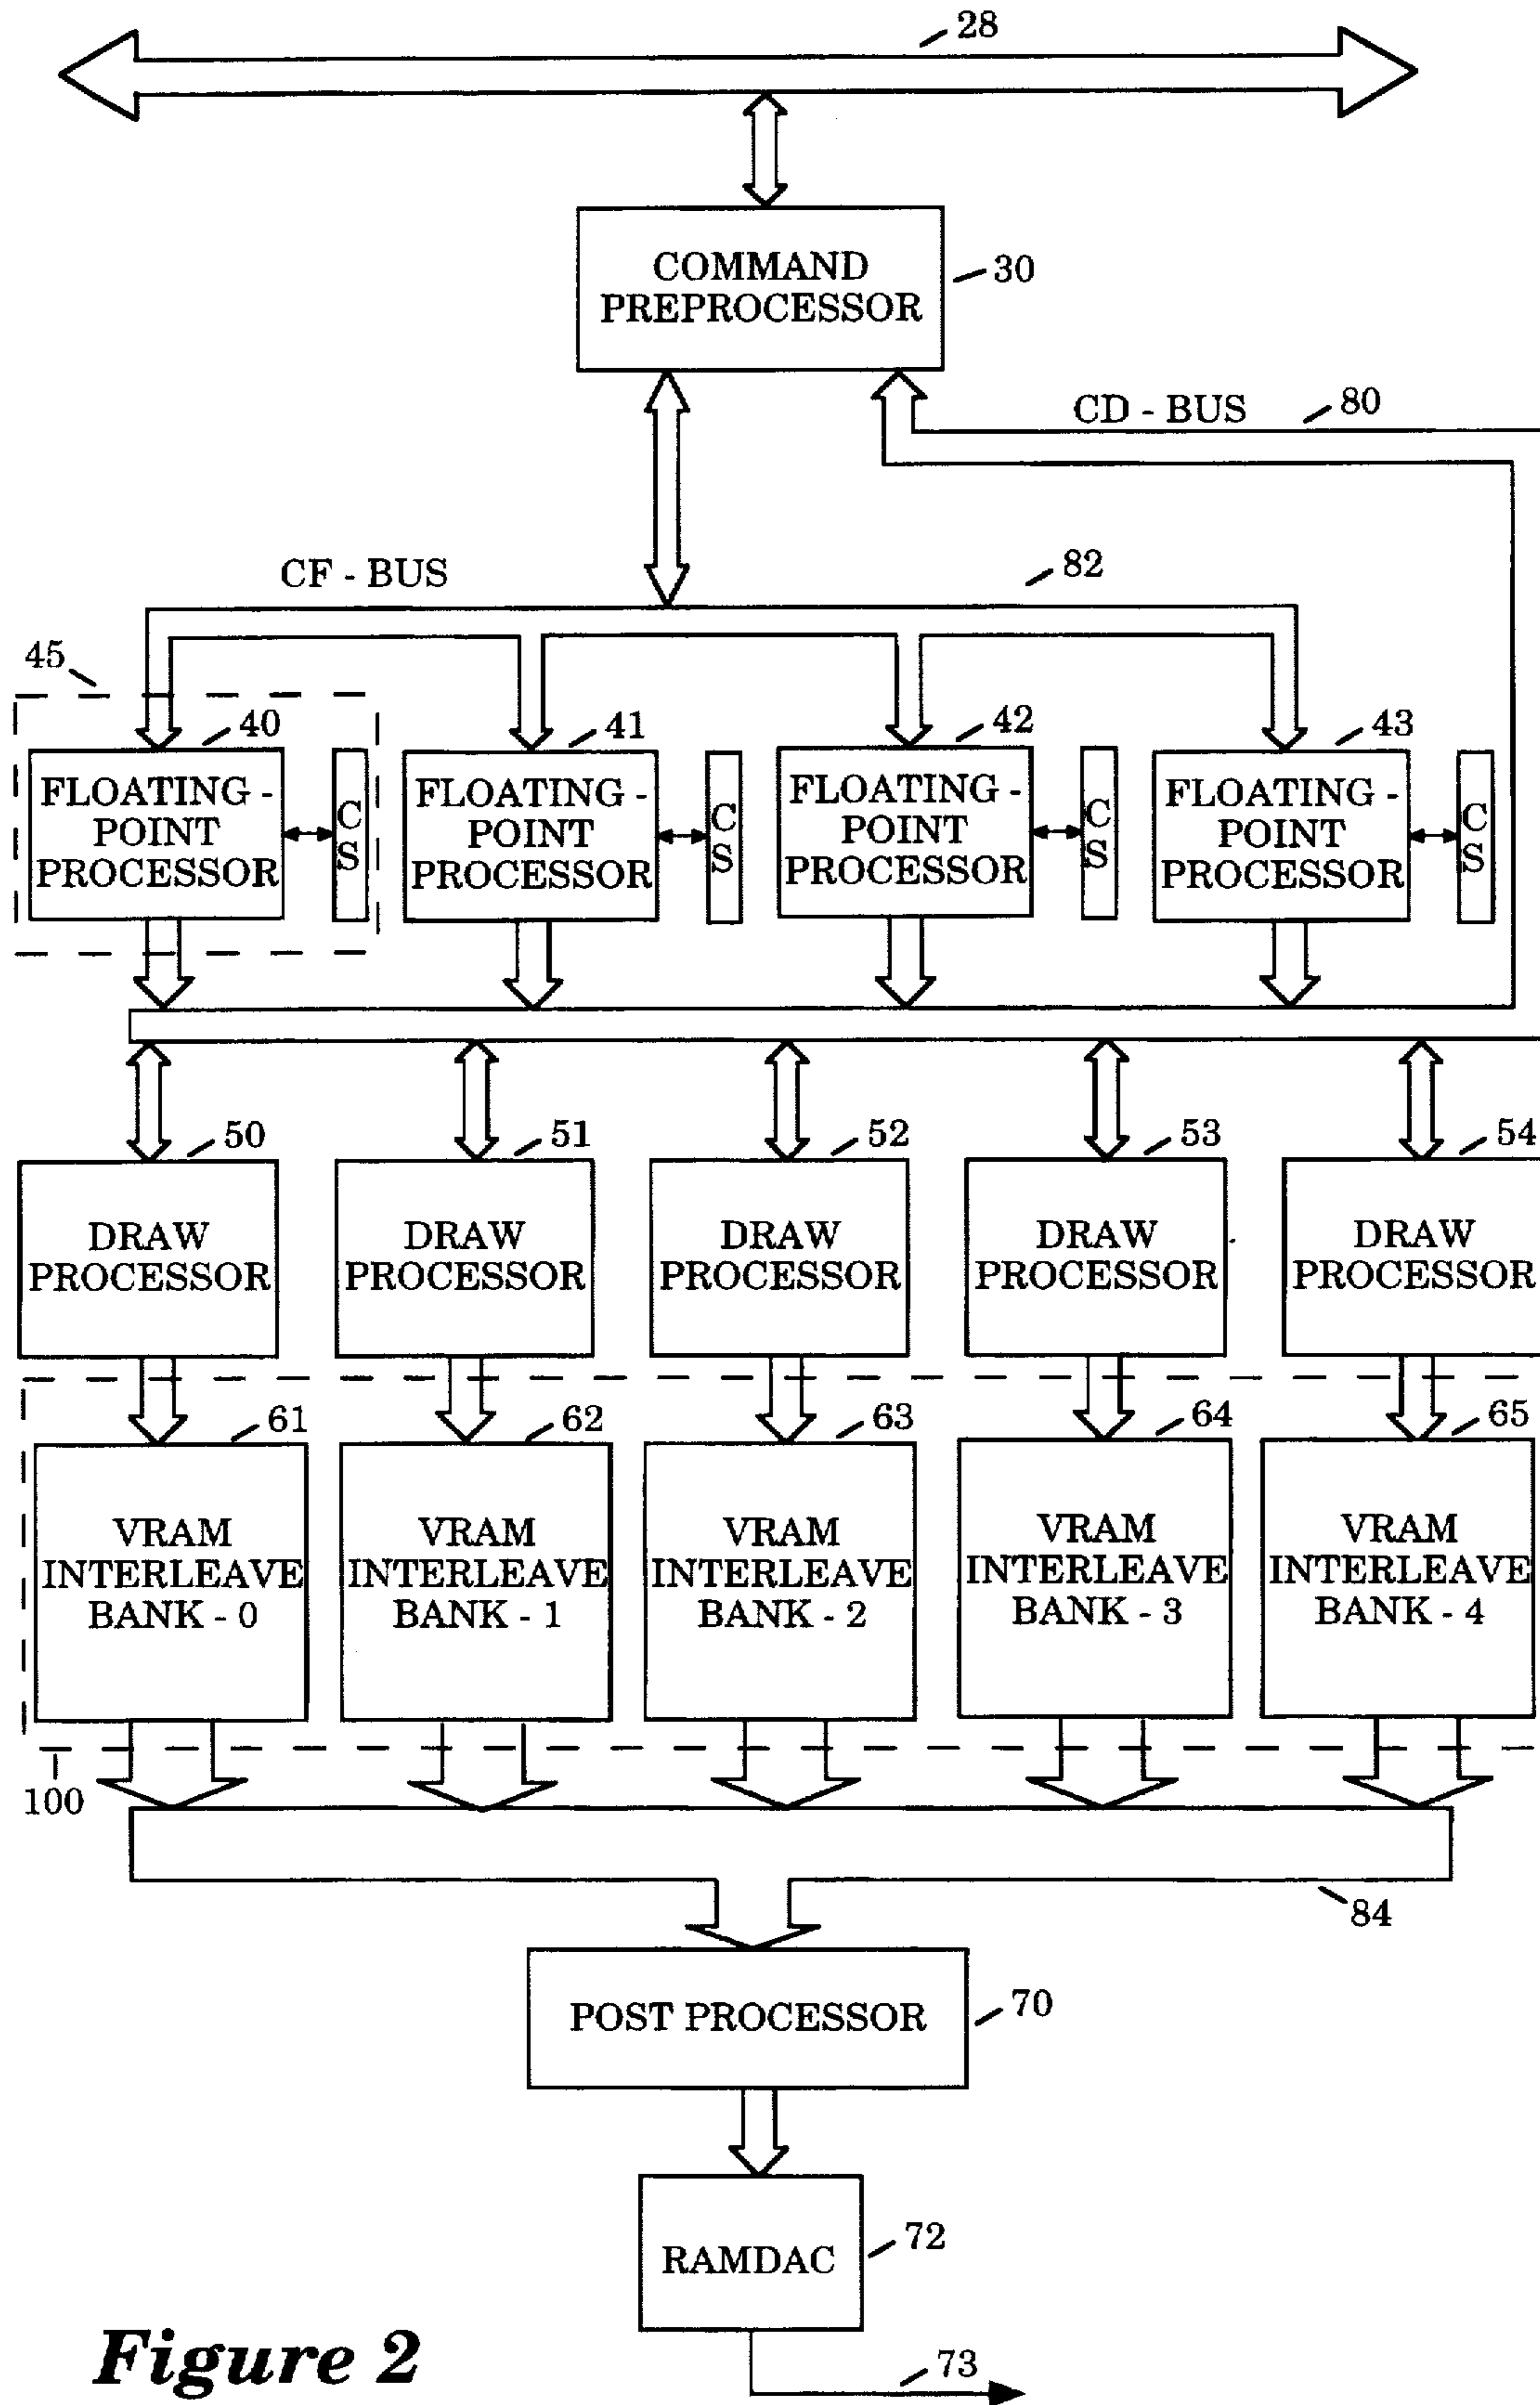 28
COMMAND
PREPROCESSOR
30
CD - BUS
80
CF - BUS
82
45
40
41
42
43
FLOATING -
POINT
PROCESSOR
C
S
FLOATING -
POINT
PROCESSOR
C
S
FLOATING -
POINT
PROCESSOR
C
S
FLOATING -
POINT
PROCESSOR
C
S
50
51
52
53
54
DRAW
PROCESSOR
DRAW
PROCESSOR
DRAW
PROCESSOR
DRAW
PROCESSOR
DRAW
PROCESSOR
61
62
63
64
65
VRAM
INTERLEAVE
BANK - 0
VRAM
INTERLEAVE
BANK - 1
VRAM
INTERLEAVE
BANK - 2
VRAM
INTERLEAVE
BANK - 3
VRAM
INTERLEAVE
BANK - 4
100
84
POST PROCESSOR
70
RAMDAC
72
73
Figure 2